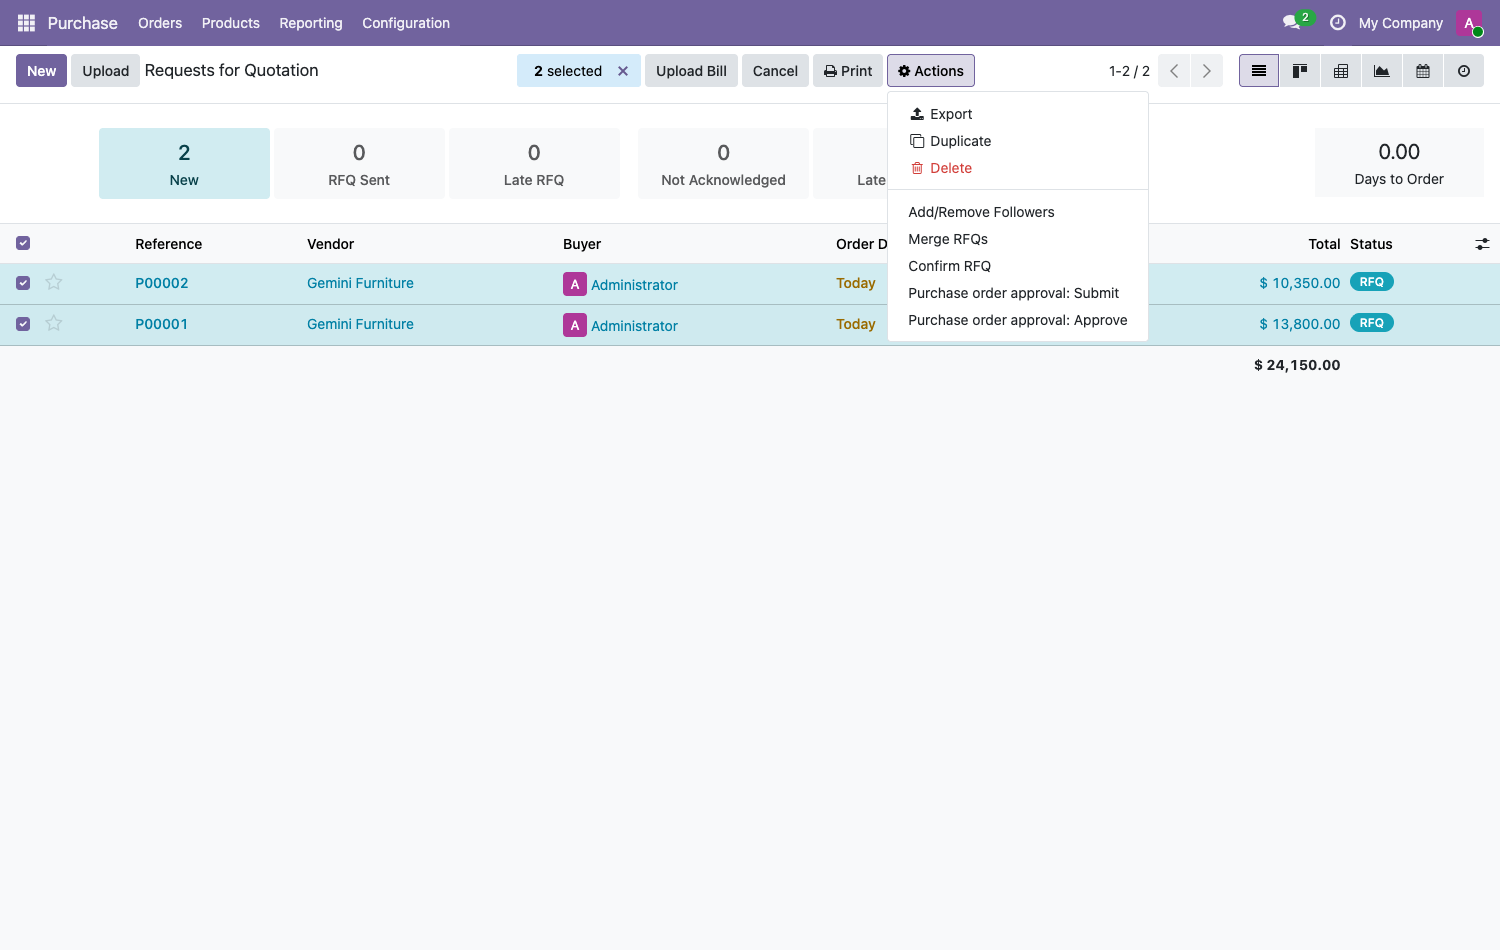 Purchase Orders Products Reporting Configuration 2 My Company A
New Upload Requests for Quotation 2 selected Upload Bill Cancel Print Actions 1-2 / 2
Export
Duplicate
Delete
Add/Remove Followers
Merge RFQs
Confirm RFQ
Purchase order approval: Submit
Purchase order approval: Approve
2 0 0 0 0.00
New RFQ Sent Late RFQ Not Acknowledged Late Days to Order
Reference Vendor Buyer Order D Total Status
P00002 Gemini Furniture A Administrator Today $ 10,350.00 RFQ
P00001 Gemini Furniture A Administrator Today $ 13,800.00 RFQ
$ 24,150.00